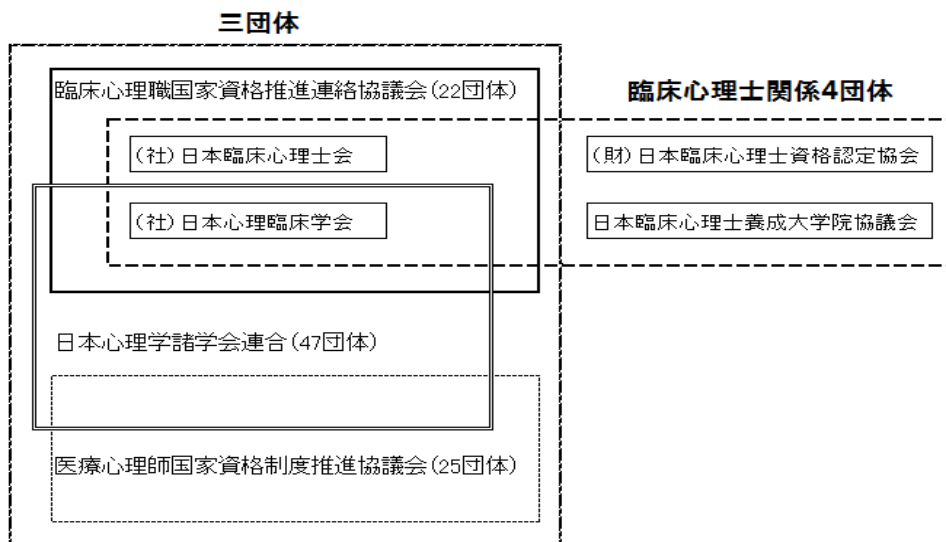 三団体
臨床心理職国家資格推進連絡協議会(22団体)
臨床心理士関係4団体
(社)日本臨床心理士会
(財)日本臨床心理士資格認定協会
(社)日本心理臨床学会
日本臨床心理士養成大学院協議会
日本心理学諸学会連合(47団体)
医療心理師国家資格制度推進協議会(25団体)